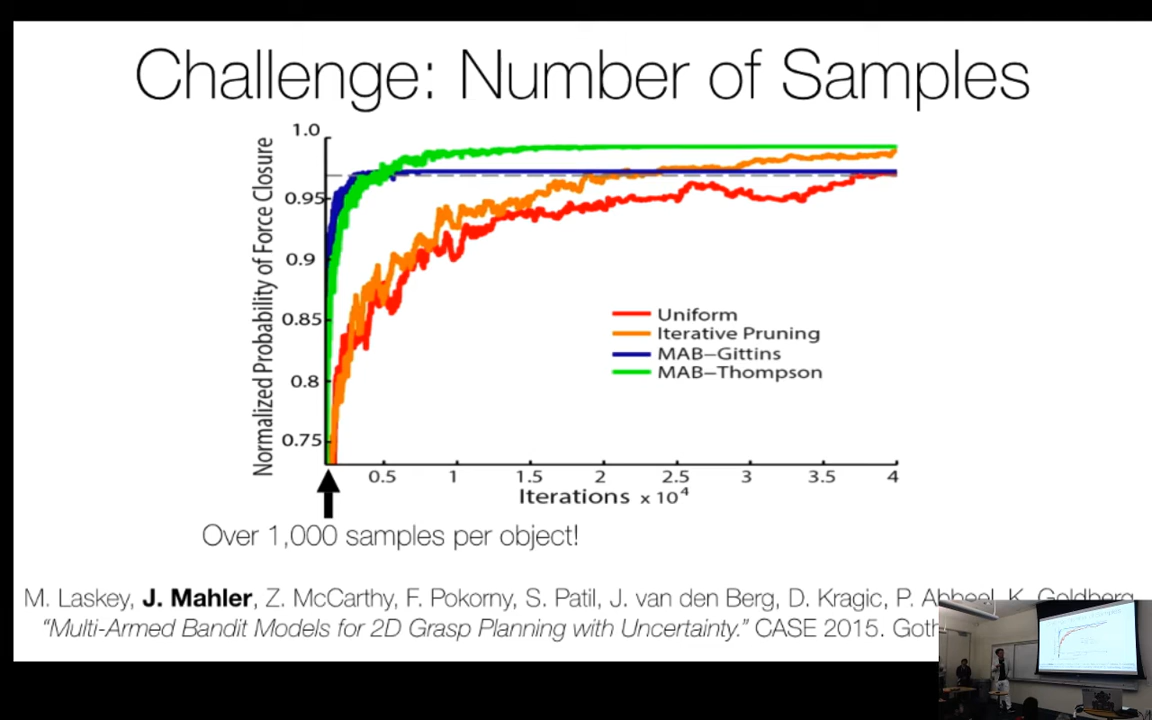 Challenge: Number of Samples
Normalized Probability of Force Closure
1.0
0.95
0.9
0.85
0.8
0.75
Uniform
Iterative Pruning
MAB–Gittins
MAB–Thompson
0.5 1 1.5 2 2.5 3 3.5 4
Iterations x 10⁴
Over 1,000 samples per object!
M. Laskey, J. Mahler, Z. McCarthy, F. Pokorny, S. Patil, J. van den Berg, D. Kragic, P. Abbeel, K. Goldberg.
“Multi-Armed Bandit Models for 2D Grasp Planning with Uncertainty.” CASE 2015. Goth